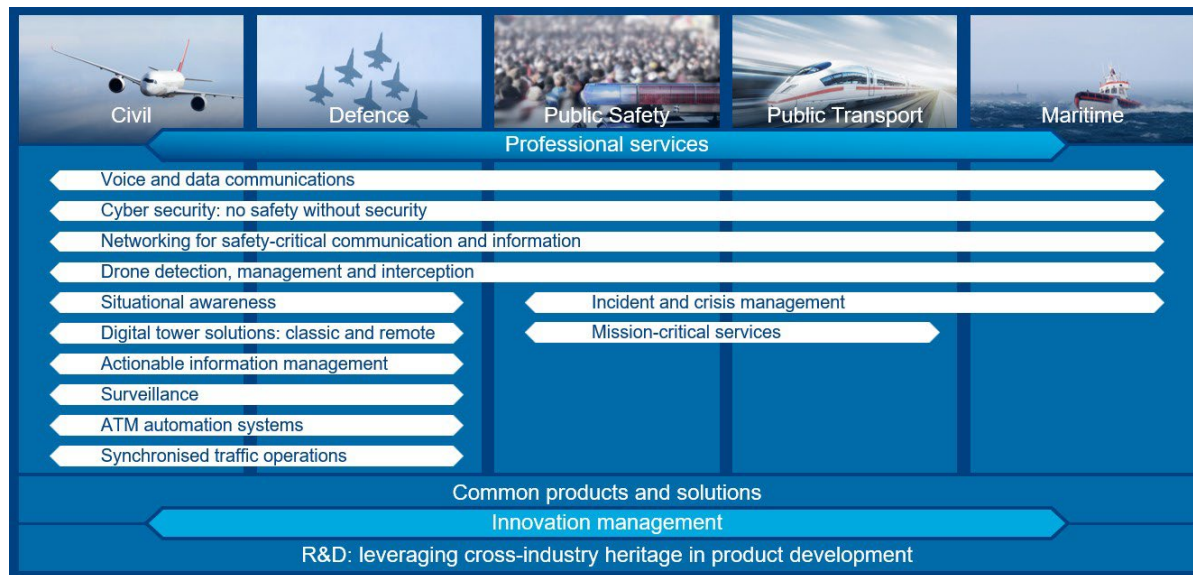 Civil
Defence
Public Safety
Public Transport
Maritime
Professional services
Voice and data communications
Cyber security: no safety without security
Networking for safety-critical communication and information
Drone detection, management and interception
Situational awareness
Incident and crisis management
Digital tower solutions: classic and remote
Mission-critical services
Actionable information management
Surveillance
ATM automation systems
Synchronised traffic operations
Common products and solutions
Innovation management
R&D: leveraging cross-industry heritage in product development